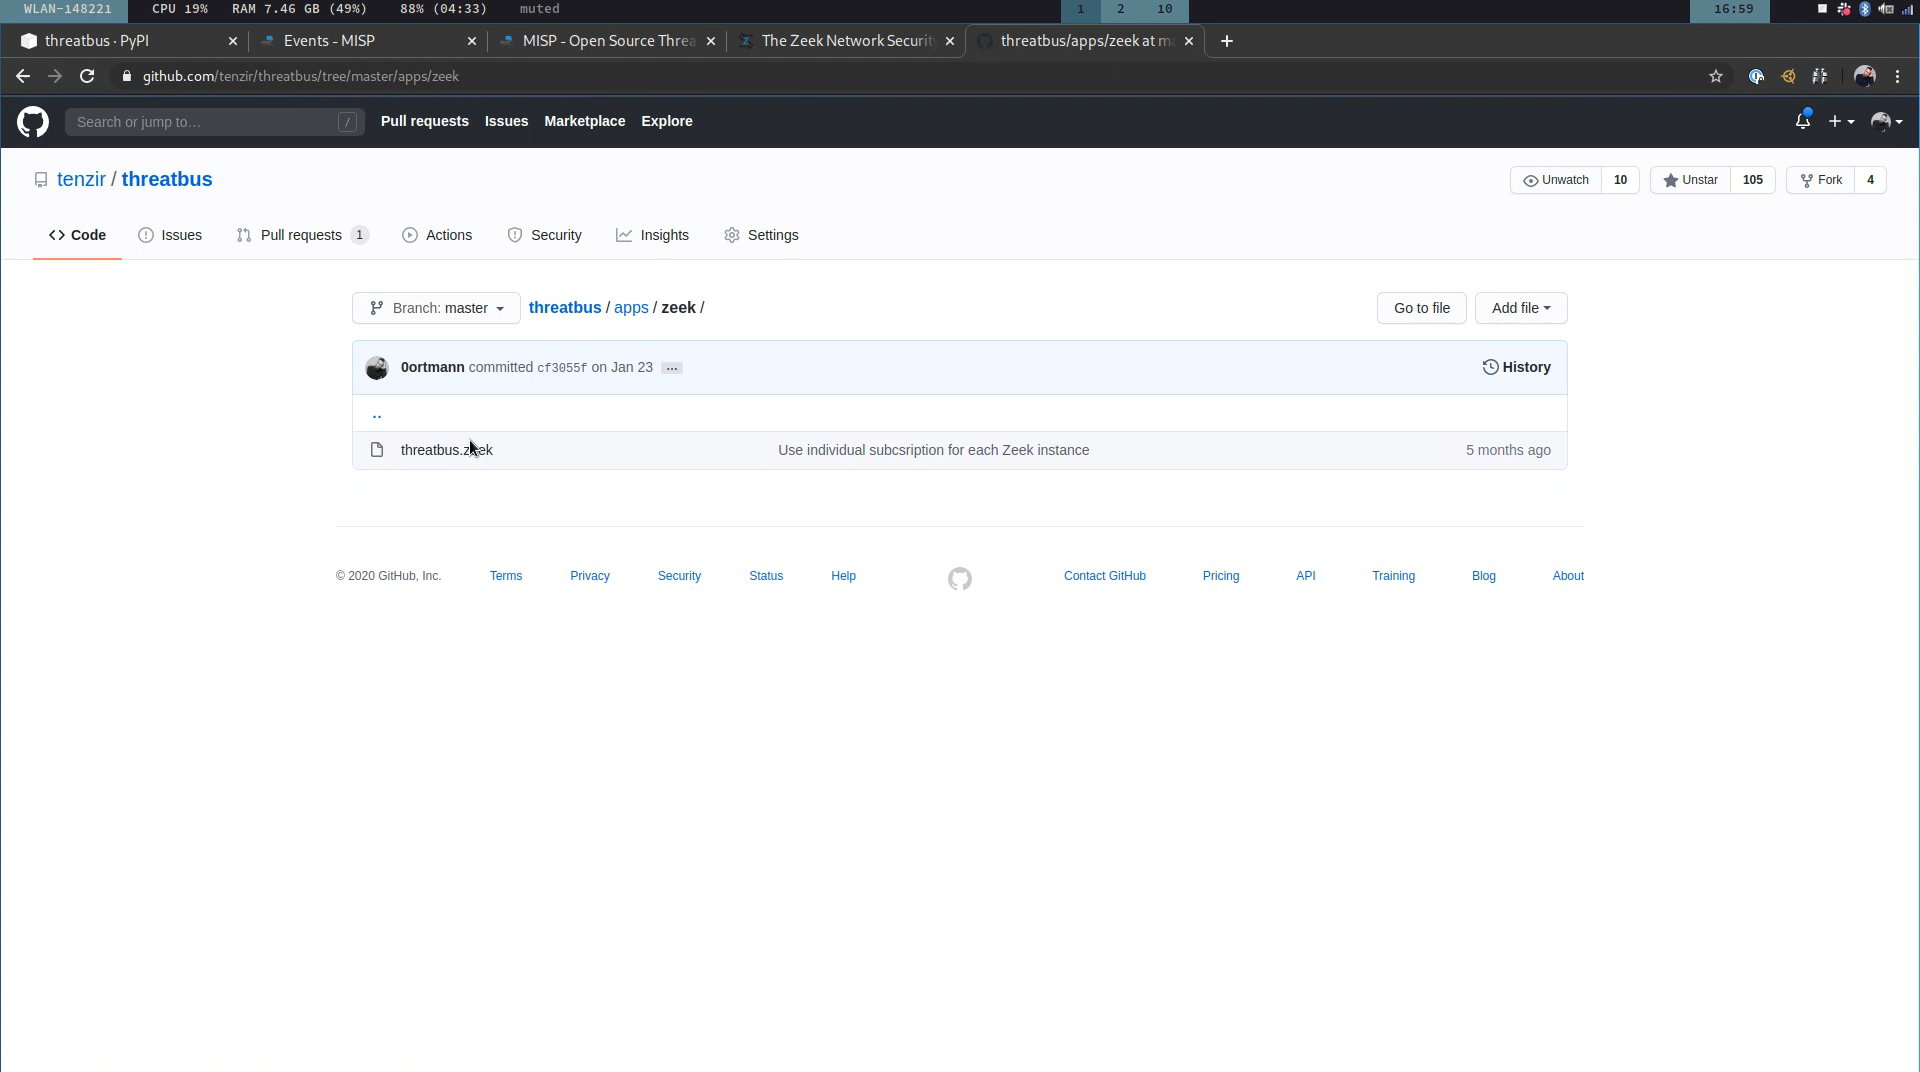 WLAN-148221 CPU 19% RAM 7.46 GB (49%) 88% (04:33) muted 1 2 10 16:59
threatbus · PyPI Events - MISP MISP - Open Source Threa The Zeek Network Security threatbus/apps/zeek at ma
github.com/tenzir/threatbus/tree/master/apps/zeek
Search or jump to… / Pull requests Issues Marketplace Explore
tenzir / threatbus Unwatch 10 Unstar 105 Fork 4
Code Issues Pull requests 1 Actions Security Insights Settings
Branch: master threatbus / apps / zeek / Go to file Add file
0ortmann committed cf3055f on Jan 23 … History
..
threatbus.zeek Use individual subcsription for each Zeek instance 5 months ago
© 2020 GitHub, Inc. Terms Privacy Security Status Help Contact GitHub Pricing API Training Blog About